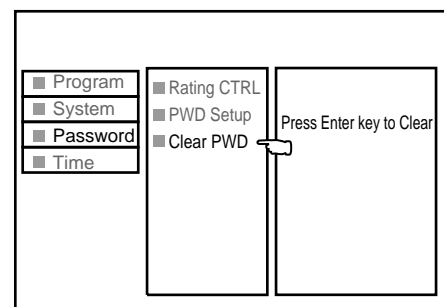 Program
System
Password
Time
Rating CTRL
PWD Setup
Clear PWD
Press Enter key to Clear